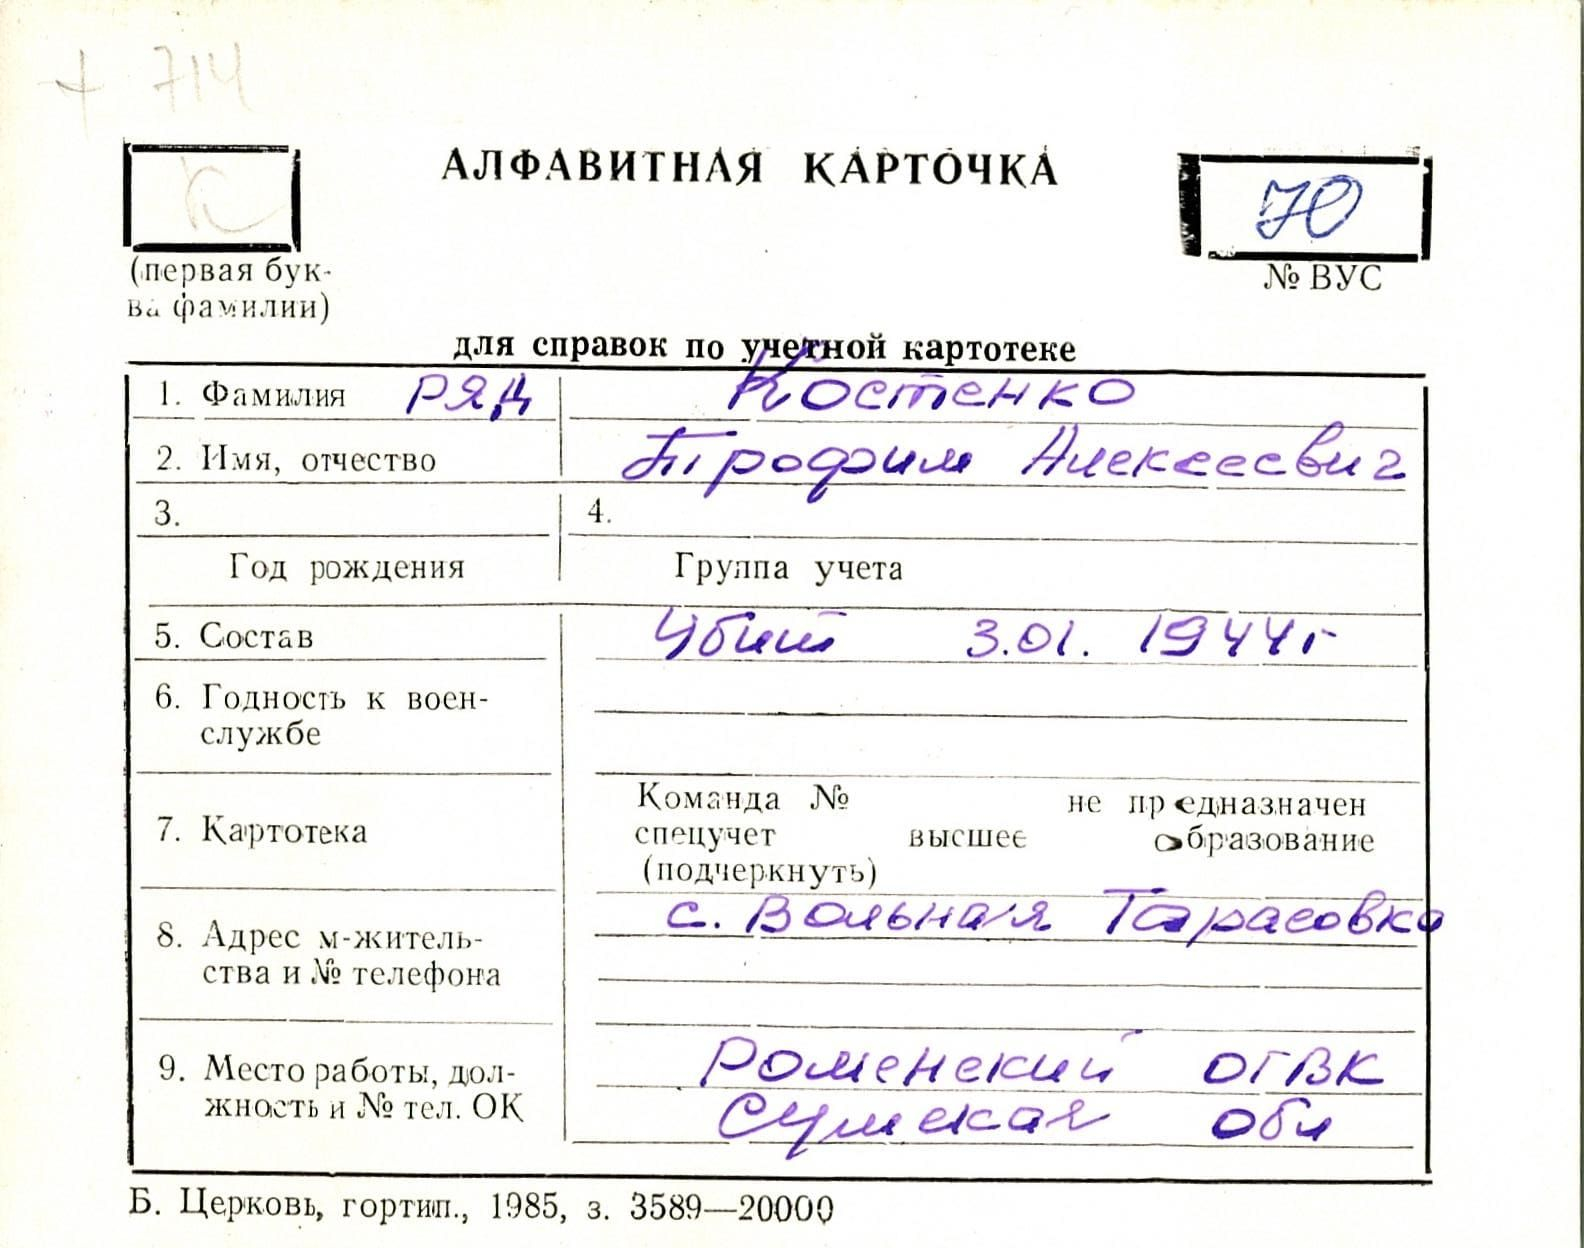 + 714
АЛФАВИТНАЯ КАРТОЧКА
К
70
(первая бук-
ва фамилии)
№ ВУС
для справок по учетной картотеке
1. Фамилия ряд Костенко
2. Имя, отчество Трофим Алексеевич
3. 4.
Год рождения Группа учета
5. Состав Убит 3.01.1944г
6. Годность к воен-
службе
Команда № не предназначен
7. Картотека спецучет высшее образование
(подчеркнуть)
с. Вольная Тарасовка
8. Адрес м-житель-
ства и № телефона
9. Место работы, дол- Роменский ОГВК
жность и № тел. ОК Сумская обл
Б. Церковь, гортип., 1985, з. 3589—20000